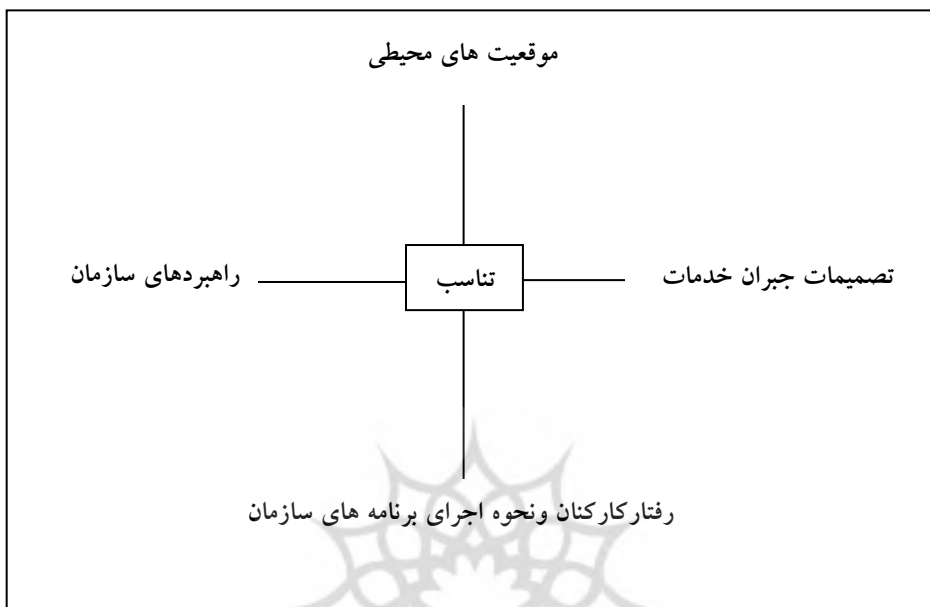 موقعیت های محیطی
تصمیمات جبران خدمات
تناسب
راهبردهای سازمان
رفتارکارکنان ونحوه اجرای برنامه های سازمان